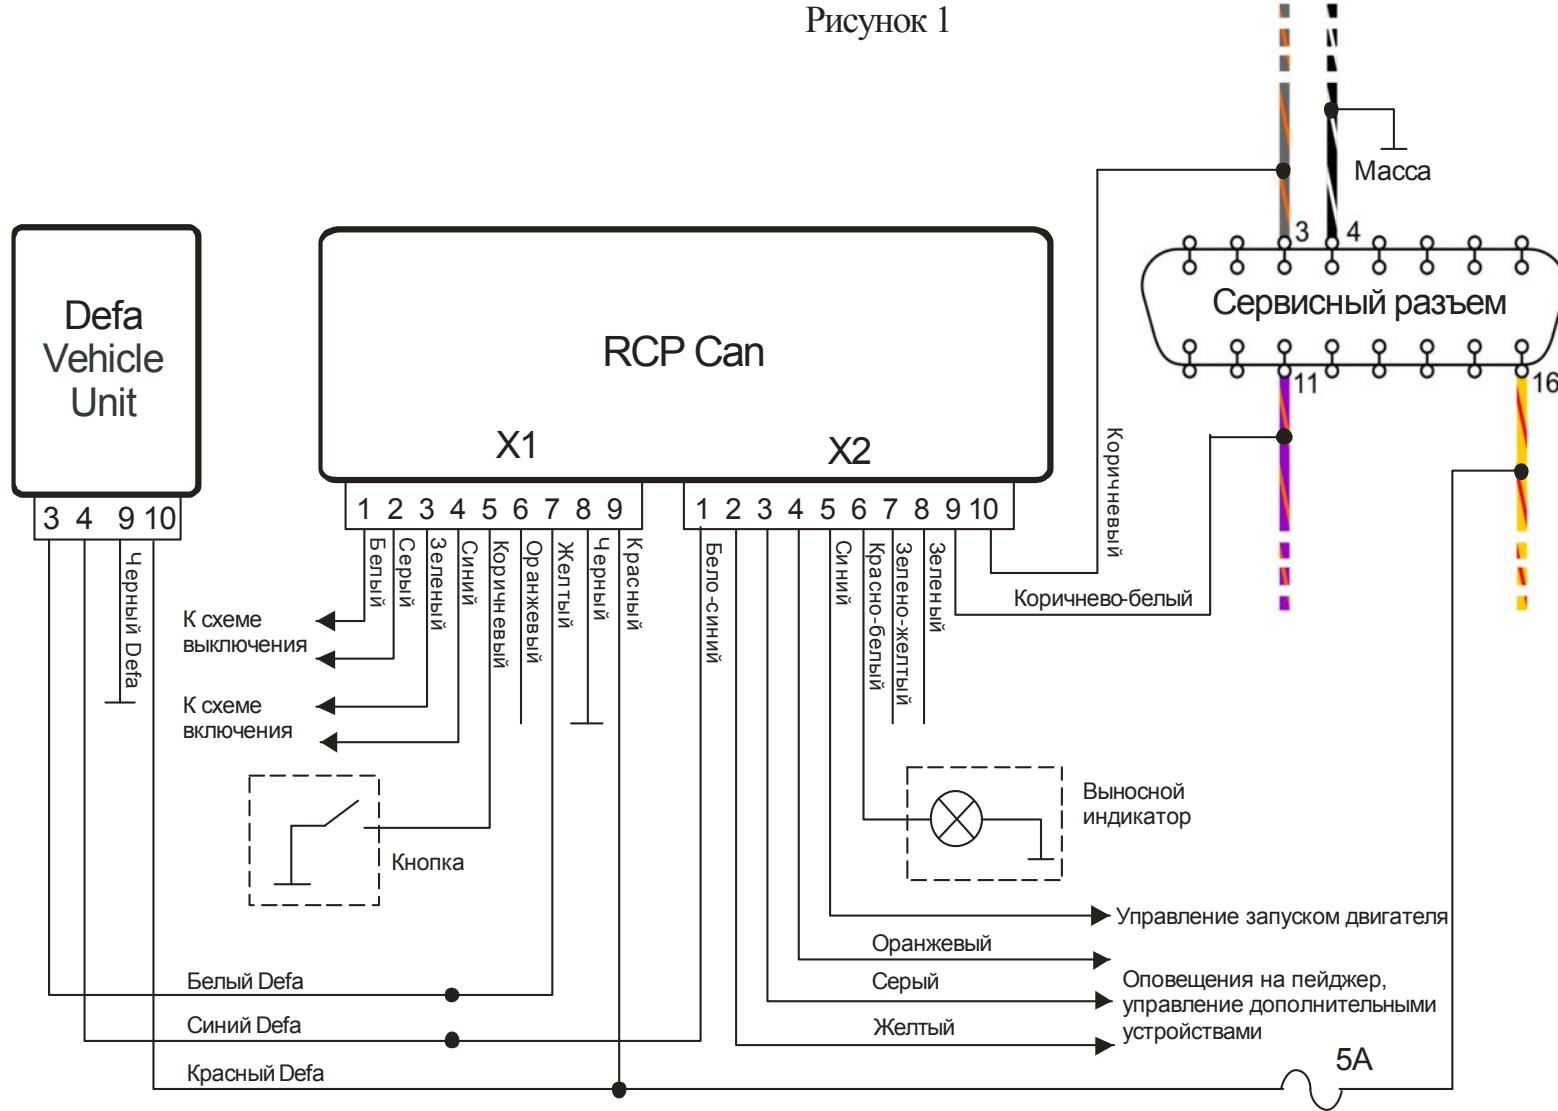 Рисунок 1
Масса
3 4
Сервисный разъем
11 16
Defa
Vehicle
Unit
3 4 9 10
RCP Can
X1 X2
1 2 3 4 5 6 7 8 9
1 2 3 4 5 6 7 8 9 10
Черный Defa
Белый
Серый
Зеленый
Синий
Коричневый
Оранжевый
Желтый
Черный
Красный
Бело-синий
Синий
Красно-белый
Зелено-желтый
Зеленый
Коричневый
Коричнево-белый
К схеме
выключения
К схеме
включения
Кнопка
Выносной
индикатор
Управление запуском двигателя
Оранжевый
Серый
Желтый
Оповещения на пейджер,
управление дополнительными
устройствами
Белый Defa
Синий Defa
Красный Defa
5A